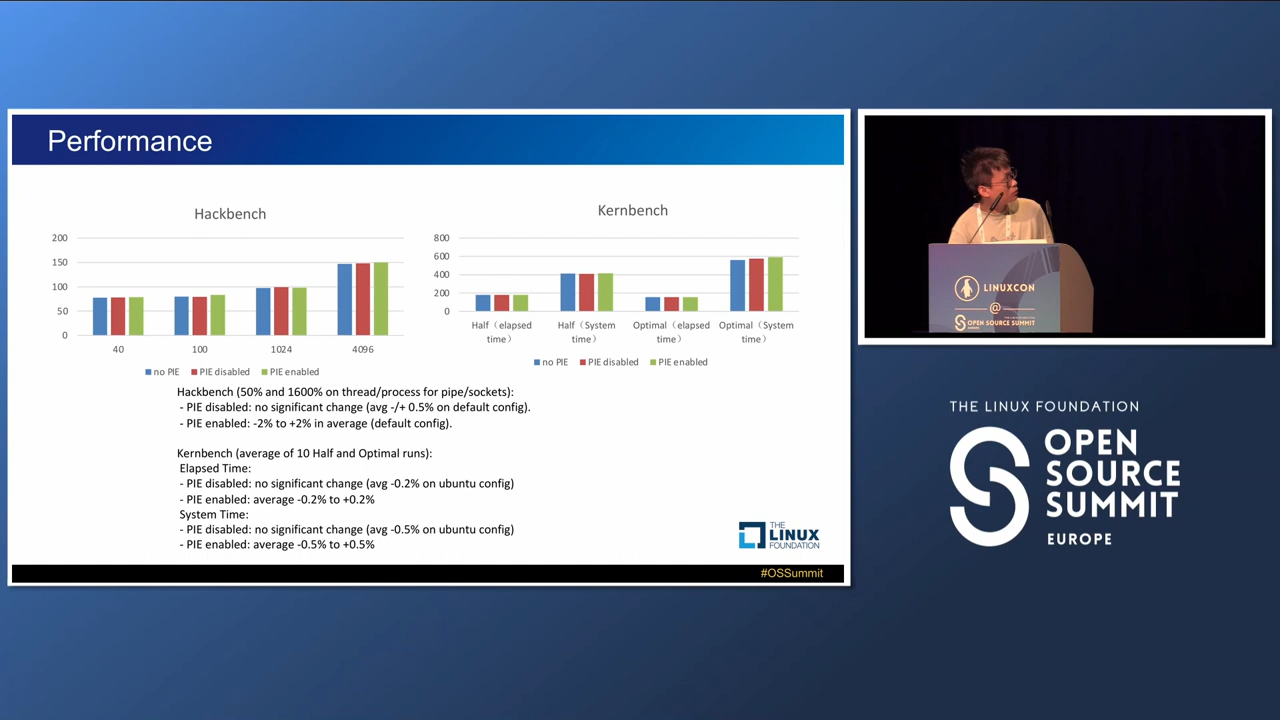 Performance
Hackbench
200
150
100
50
0
40 100 1024 4096
no PIE PIE disabled PIE enabled
Kernbench
800
600
400
200
0
Half（elapsed time） Half（System time） Optimal（elapsed time） Optimal（System time）
no PIE PIE disabled PIE enabled
Hackbench (50% and 1600% on thread/process for pipe/sockets):
- PIE disabled: no significant change (avg -/+ 0.5% on default config).
- PIE enabled: -2% to +2% in average (default config).
Kernbench (average of 10 Half and Optimal runs):
Elapsed Time:
- PIE disabled: no significant change (avg -0.2% on ubuntu config)
- PIE enabled: average -0.2% to +0.2%
System Time:
- PIE disabled: no significant change (avg -0.5% on ubuntu config)
- PIE enabled: average -0.5% to +0.5%
THE
LINUX
FOUNDATION
#OSSummit
LINUXCON
@
OPEN SOURCE SUMMIT
THE LINUX FOUNDATION
OPEN
SOURCE
SUMMIT
EUROPE